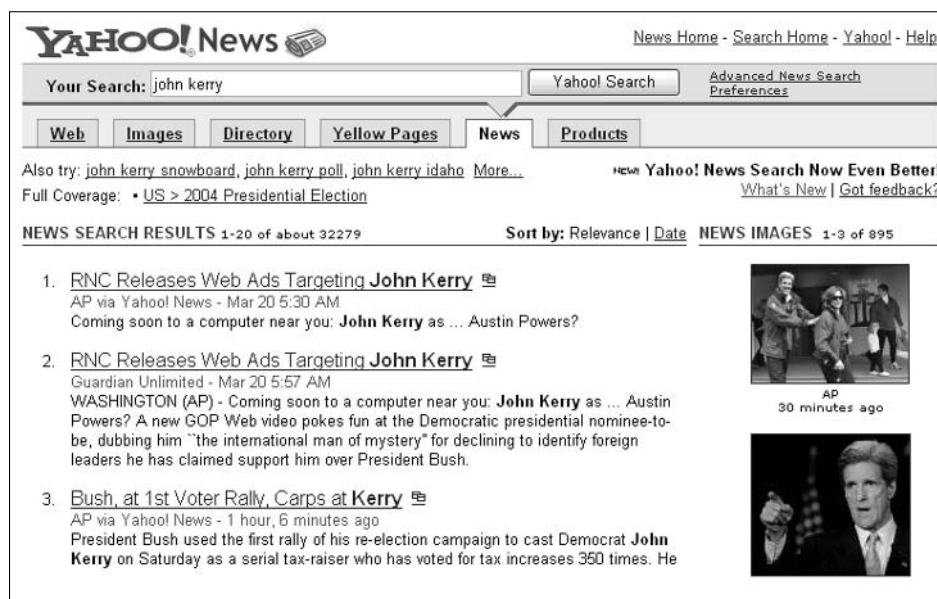 YAHOO! News
News Home - Search Home - Yahoo! - Help
Your Search: john kerry Yahoo! Search Advanced News Search
Preferences
Web Images Directory Yellow Pages News Products
Also try: john kerry snowboard, john kerry poll, john kerry idaho More...
NEW! Yahoo! News Search Now Even Better!
Full Coverage: • US > 2004 Presidential Election
What's New | Got feedback?
NEWS SEARCH RESULTS 1-20 of about 32279 Sort by: Relevance | Date
1. RNC Releases Web Ads Targeting John Kerry
AP via Yahoo! News - Mar 20 5:30 AM
Coming soon to a computer near you: John Kerry as ... Austin Powers?
2. RNC Releases Web Ads Targeting John Kerry
Guardian Unlimited - Mar 20 5:57 AM
WASHINGTON (AP) - Coming soon to a computer near you: John Kerry as ... Austin
Powers? A new GOP Web video pokes fun at the Democratic presidential nominee-to-
be, dubbing him ``the international man of mystery" for declining to identify foreign
leaders he has claimed support him over President Bush.
3. Bush, at 1st Voter Rally, Carps at Kerry
AP via Yahoo! News - 1 hour, 6 minutes ago
President Bush used the first rally of his re-election campaign to cast Democrat John
Kerry on Saturday as a serial tax-raiser who has voted for tax increases 350 times. He
NEWS IMAGES 1-3 of 895
AP
30 minutes ago